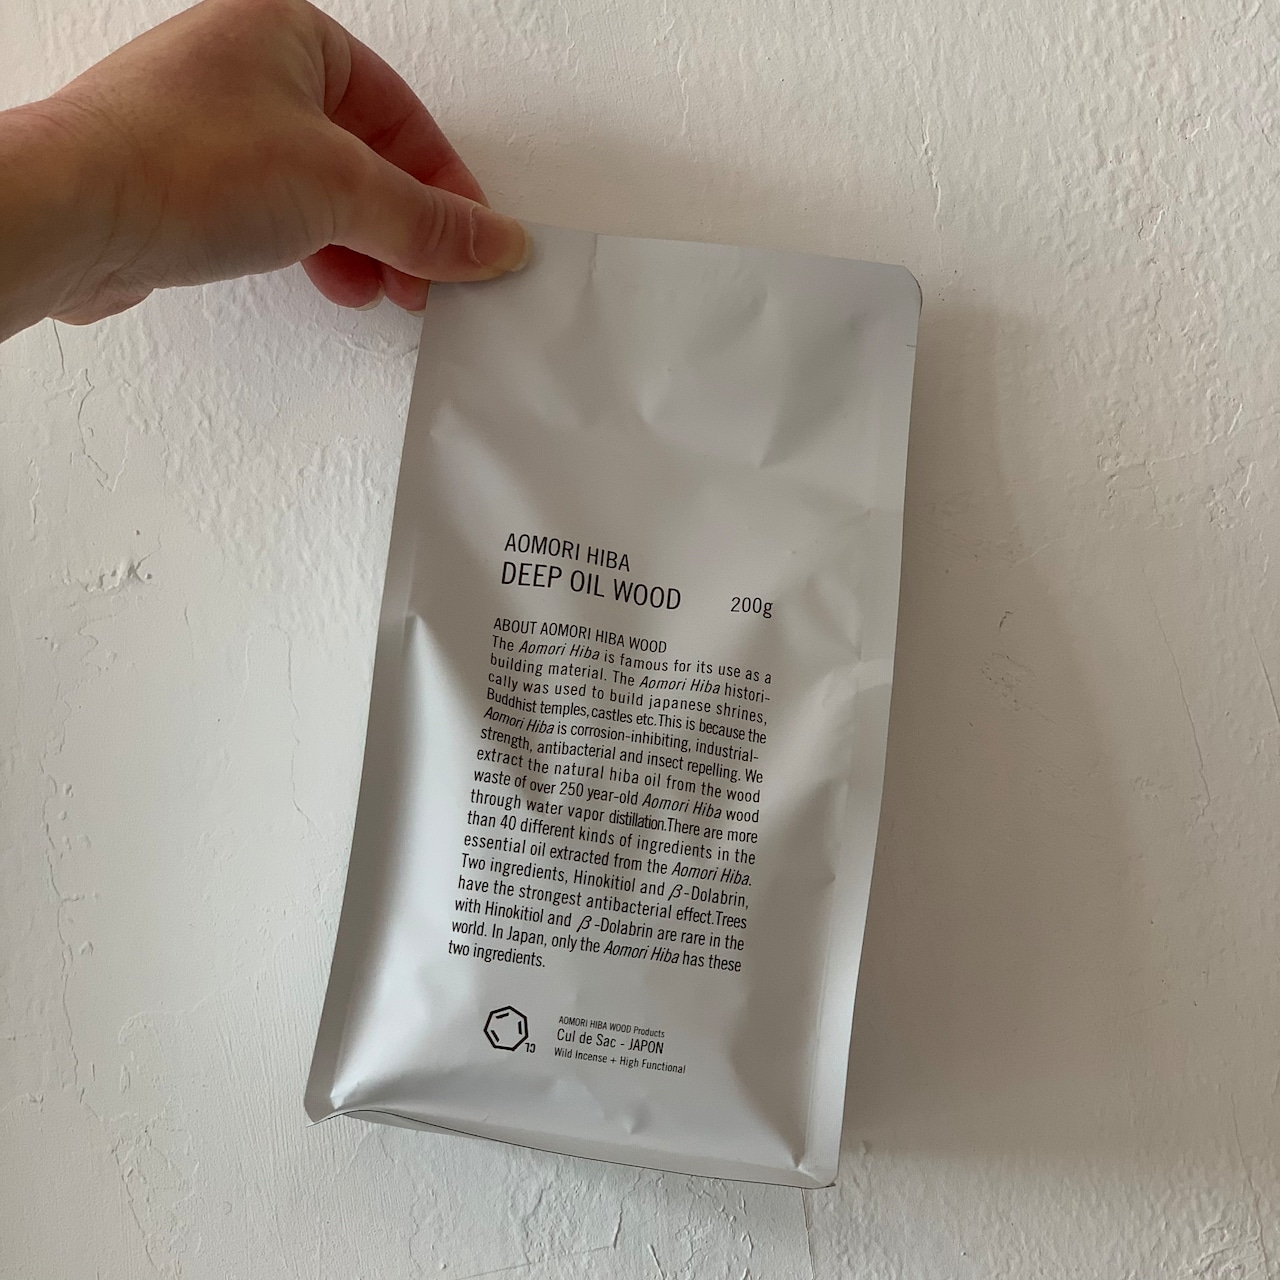 AOMORI HIBA
DEEP OIL WOOD 200g
ABOUT AOMORI HIBA WOOD
The Aomori Hiba is famous for its use as a
building material. The Aomori Hiba histori-
cally was used to build japanese shrines,
Buddhist temples,castles etc.This is because the
Aomori Hiba is corrosion-inhibiting, industrial-
strength, antibacterial and insect repelling. We
extract the natural hiba oil from the wood
waste of over 250 year-old Aomori Hiba wood
through water vapor distillation.There are more
than 40 different kinds of ingredients in the
essential oil extracted from the Aomori Hiba.
Two ingredients, Hinokitiol and β-Dolabrin,
have the strongest antibacterial effect.Trees
with Hinokitiol and β-Dolabrin are rare in the
world. In Japan, only the Aomori Hiba has these
two ingredients.
AOMORI HIBA WOOD Products
Cul de Sac - JAPON
Wild Incense + High Functional